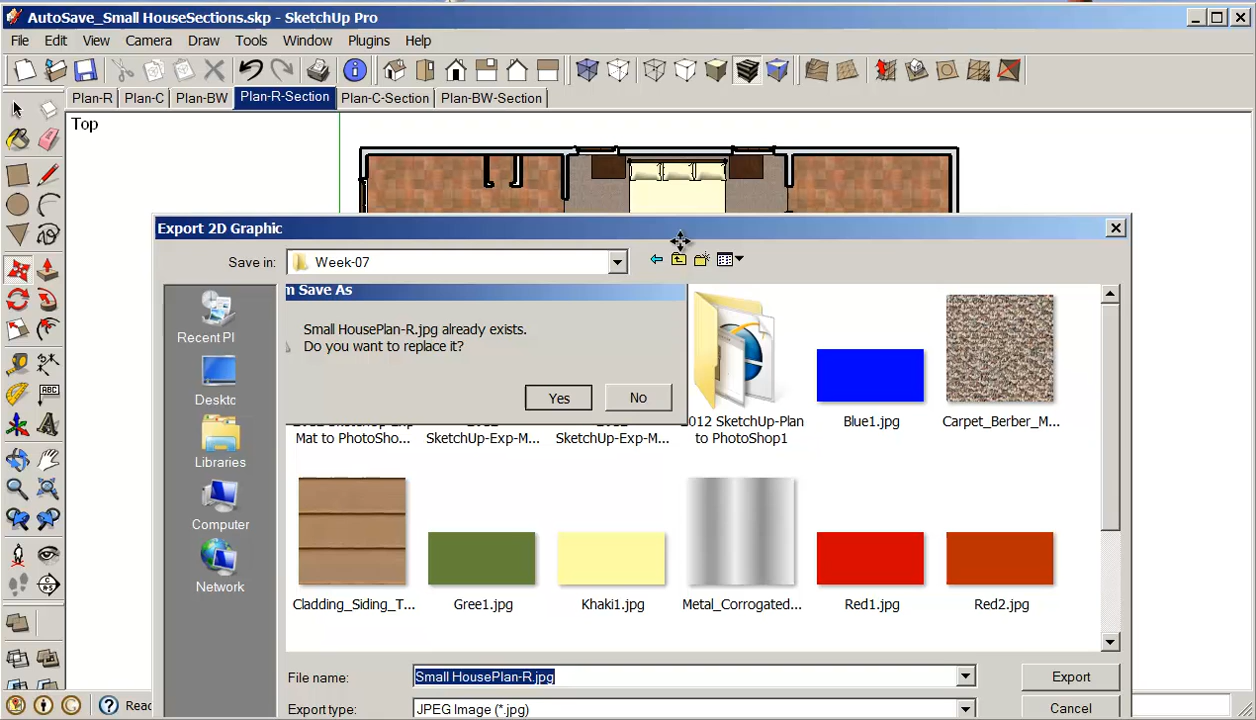 AutoSave_Small HouseSections.skp - SketchUp Pro
File Edit View Camera Draw Tools Window Plugins Help
Plan-R Plan-C Plan-BW Plan-R-Section Plan-C-Section Plan-BW-Section
Top
Export 2D Graphic
Save in: Week-07
Recent Pl
Deskto
Libraries
Computer
Network
m Save As
Small HousePlan-R.jpg already exists.
Do you want to replace it?
Yes No
Mat to PhotoSho... SketchUp-Exp-M... SketchUp-Exp-M...
2012 SketchUp-Plan
to PhotoShop1
Blue1.jpg Carpet_Berber_M...
Cladding_Siding_T... Gree1.jpg Khaki1.jpg Metal_Corrogated... Red1.jpg Red2.jpg
File name: Small HousePlan-R.jpg Export
Export type: JPEG Image (*.jpg) Cancel
Reac